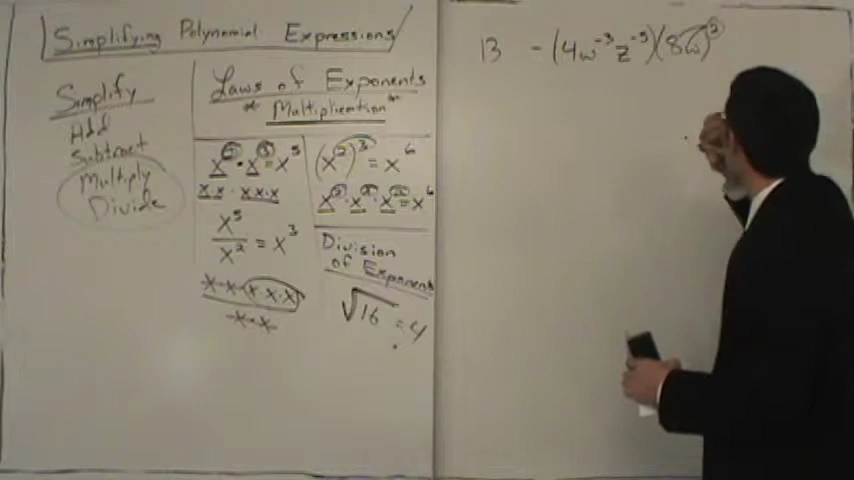 Simplifying Polynomial Expressions
Simplify
Add
Subtract
Multiply
Divide
Laws of Exponents
* Multiplication *
x² · x³ = x⁵
x·x · x·x·x
x⁵/x² = x³
x·x·x·x·x / x·x
(x²)³ = x⁶
x² · x² · x² = x⁶
Division
of Exponents
√16 = 4
13 -(4w⁻³z⁻⁵)(8w)²